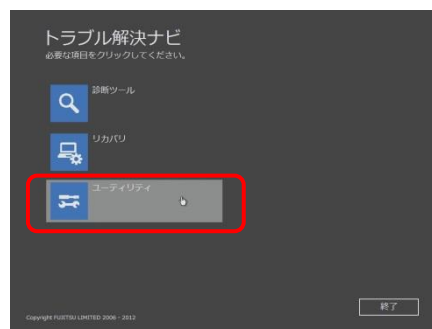 トラブル解決ナビ
必要な項目をクリックしてください。
診断ツール
リカバリ
ユーティリティ
終了
Copyright FUJITSU LIMITED 2006 - 2012